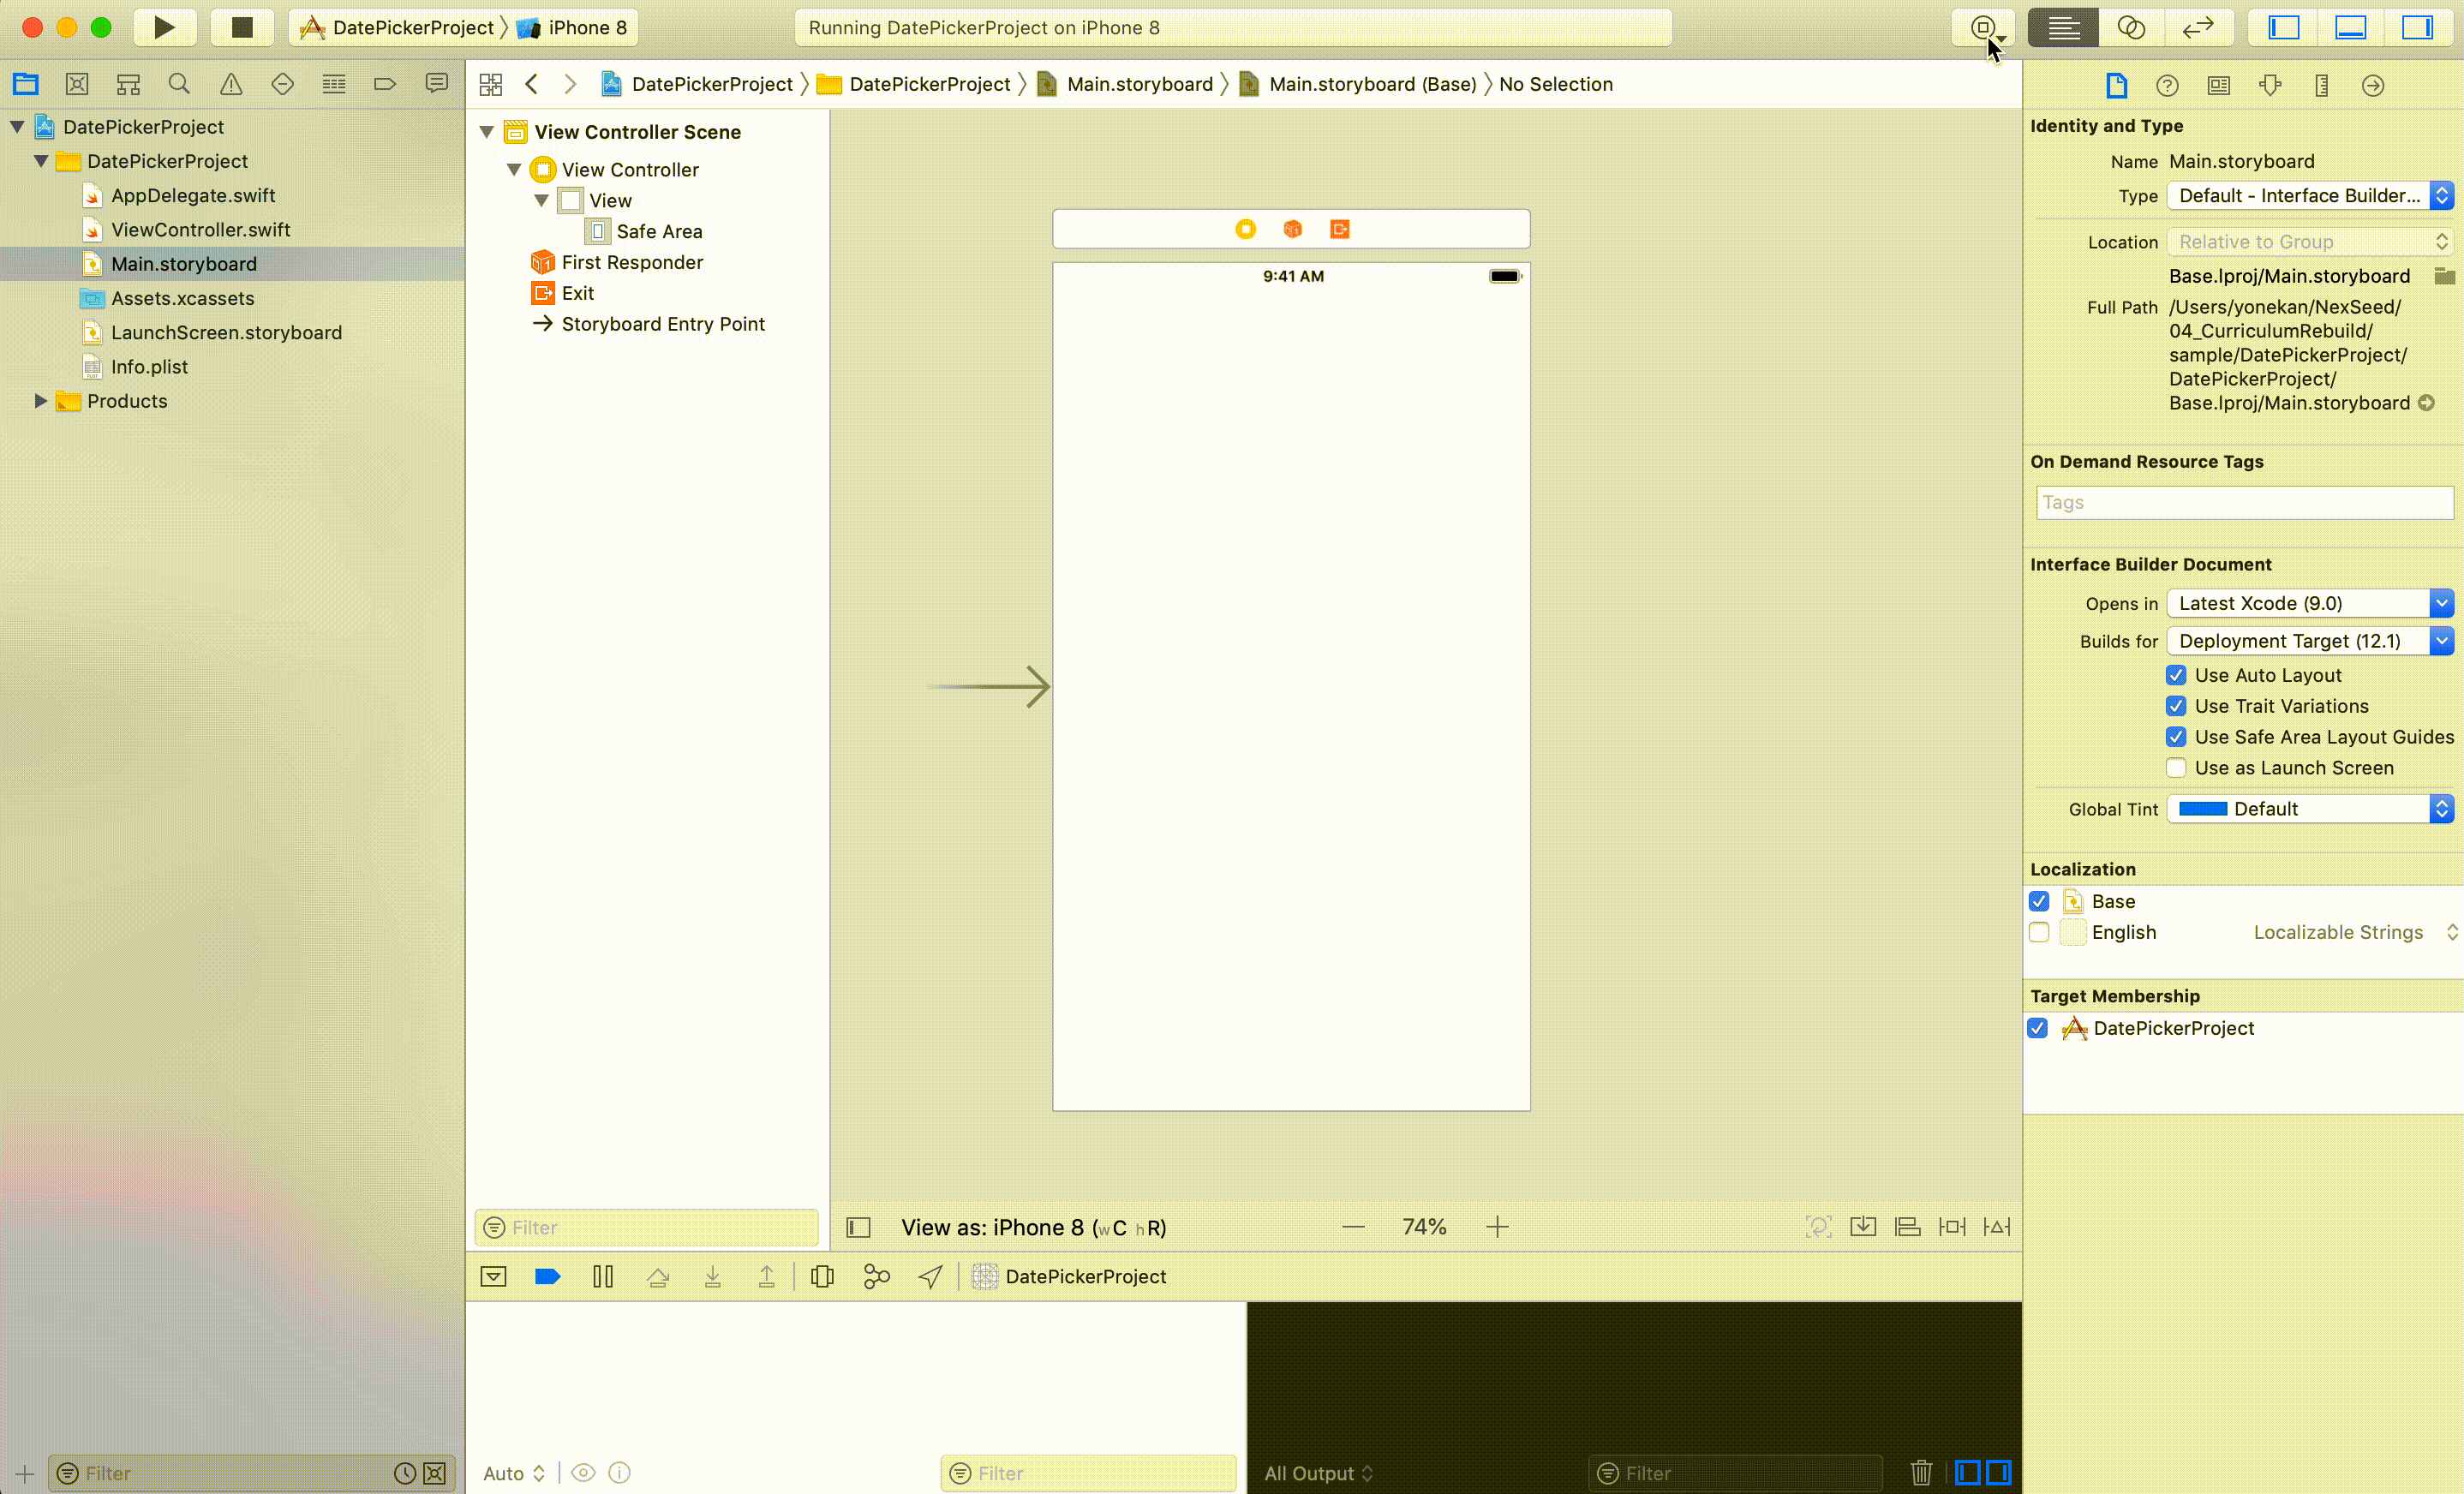 DatePickerProject 〉 iPhone 8
Running DatePickerProject on iPhone 8
DatePickerProject 〉 DatePickerProject 〉 Main.storyboard 〉 Main.storyboard (Base) 〉 No Selection
DatePickerProject
DatePickerProject
AppDelegate.swift
ViewController.swift
Main.storyboard
Assets.xcassets
LaunchScreen.storyboard
Info.plist
Products
Filter
View Controller Scene
View Controller
View
Safe Area
First Responder
Exit
Storyboard Entry Point
Filter
9:41 AM
View as: iPhone 8 (wC hR)
74%
DatePickerProject
Auto
Filter
All Output
Filter
Identity and Type
Name Main.storyboard
Type Default - Interface Builder...
Location Relative to Group
Base.lproj/Main.storyboard
Full Path /Users/yonekan/NexSeed/
04_CurriculumRebuild/
sample/DatePickerProject/
DatePickerProject/
Base.lproj/Main.storyboard
On Demand Resource Tags
Tags
Interface Builder Document
Opens in Latest Xcode (9.0)
Builds for Deployment Target (12.1)
Use Auto Layout
Use Trait Variations
Use Safe Area Layout Guides
Use as Launch Screen
Global Tint Default
Localization
Base
English Localizable Strings
Target Membership
DatePickerProject